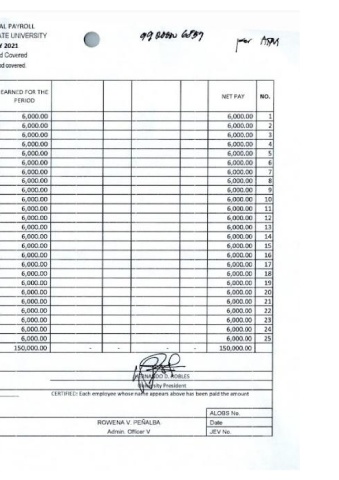 AL PAYROLL
ATE UNIVERSITY
Y 2021
d Covered
ad covered
per ATM
EARNED FOR THE PERIOD NET PAY NO.
6,000.00 6,000.00 1
6,000.00 6,000.00 2
6,000.00 6,000.00 3
6,000.00 6,000.00 4
6,000.00 6,000.00 5
6,000.00 6,000.00 6
6,000.00 6,000.00 7
6,000.00 6,000.00 8
6,000.00 6,000.00 9
6,000.00 6,000.00 10
6,000.00 6,000.00 11
6,000.00 6,000.00 12
6,000.00 6,000.00 13
6,000.00 6,000.00 14
6,000.00 6,000.00 15
6,000.00 6,000.00 16
6,000.00 6,000.00 17
6,000.00 6,000.00 18
6,000.00 6,000.00 19
6,000.00 6,000.00 20
6,000.00 6,000.00 21
6,000.00 6,000.00 22
6,000.00 6,000.00 23
6,000.00 6,000.00 24
6,000.00 6,000.00 25
150,000.00 - - - - 150,000.00
D. ROBLES
University President
CERTIFIED: Each employee whose name appears above has been paid the amount
ALOBS No.
ROWENA V. PEÑALBA Date
Admin. Officer V JEV No.